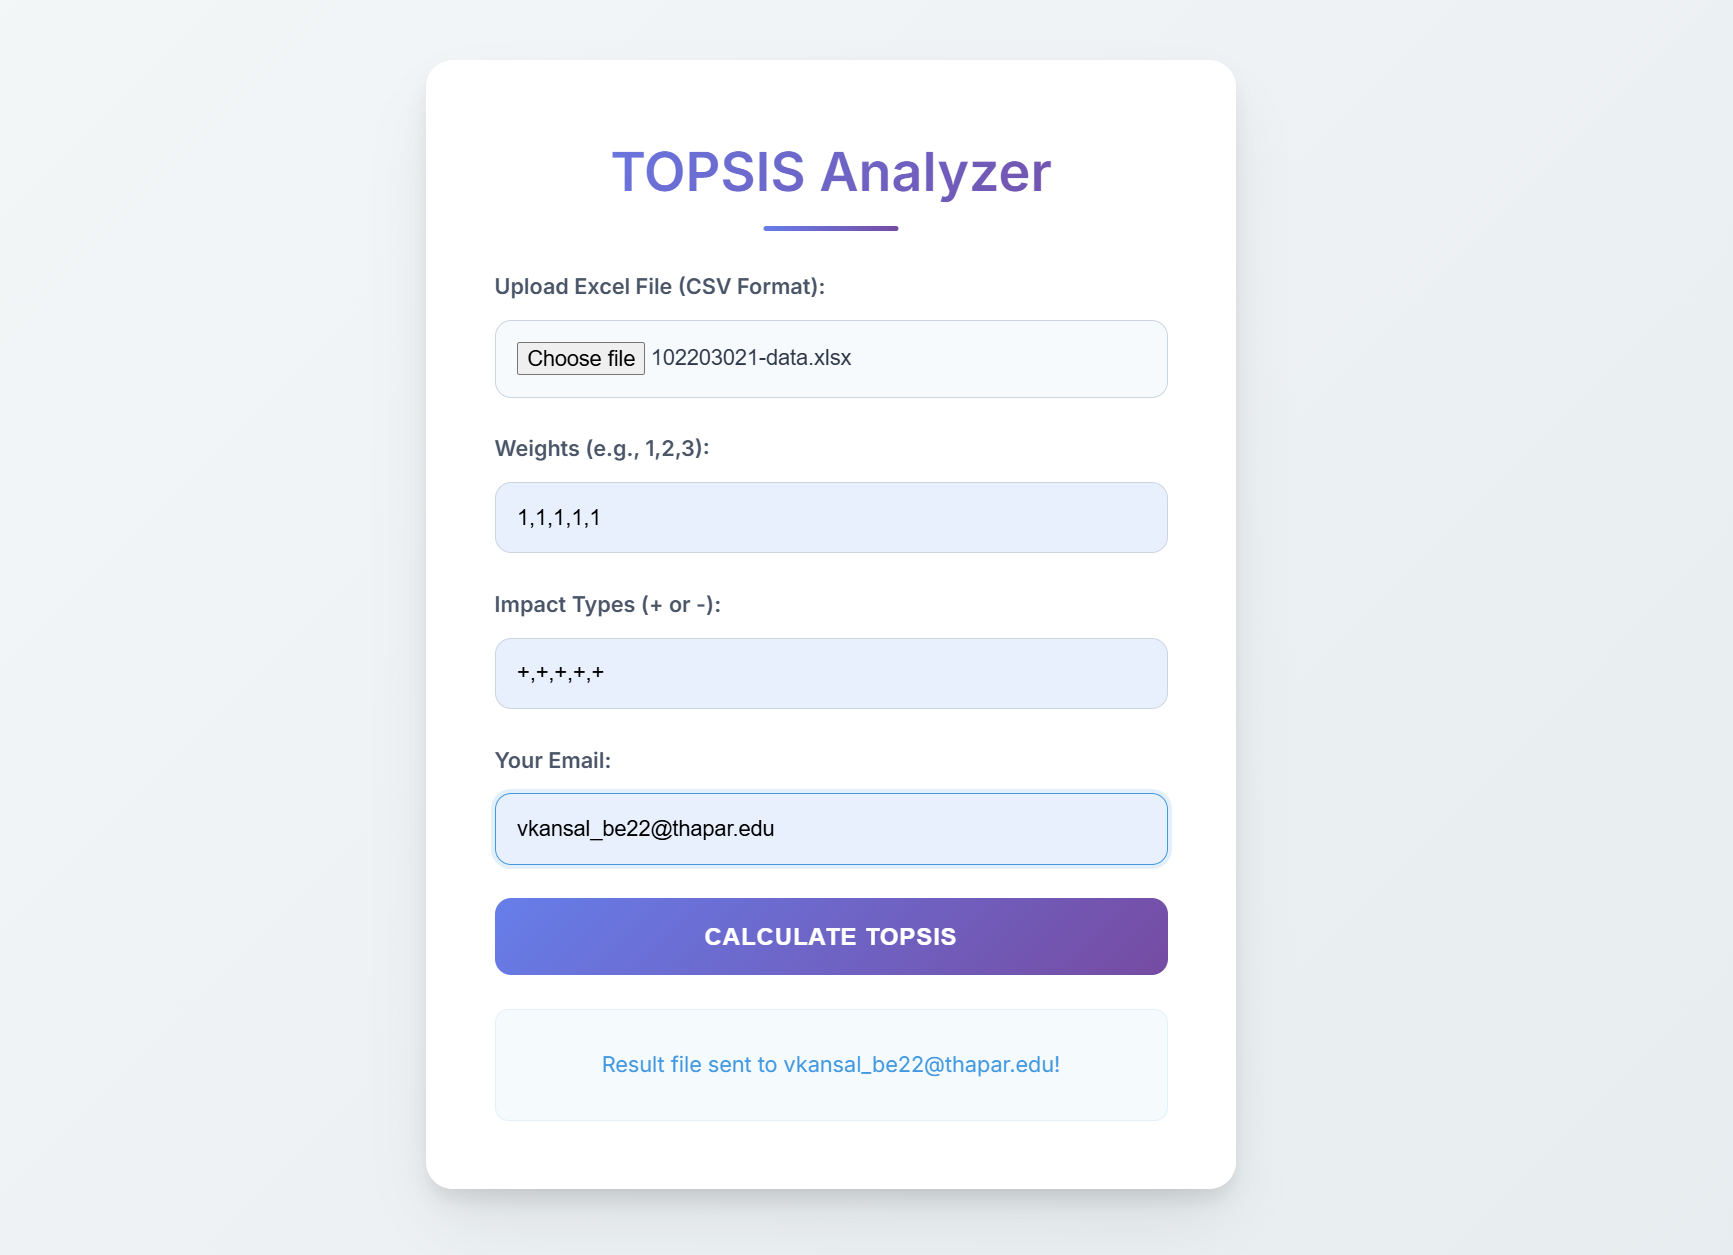 TOPSIS Analyzer
Upload Excel File (CSV Format):
Choose file 102203021-data.xlsx
Weights (e.g., 1,2,3):
1,1,1,1,1
Impact Types (+ or -):
+,+,+,+,+
Your Email:
vkansal_be22@thapar.edu
CALCULATE TOPSIS
Result file sent to vkansal_be22@thapar.edu!